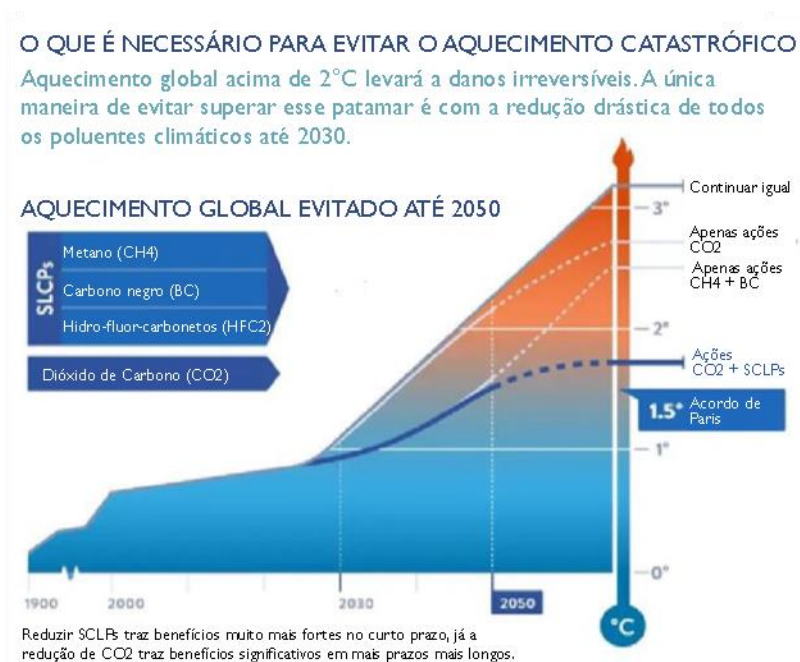 O QUE É NECESSÁRIO PARA EVITAR O AQUECIMENTO CATASTRÓFICO
Aquecimento global acima de 2°C levará a danos irreversíveis. A única
maneira de evitar superar esse patamar é com a redução drástica de todos
os poluentes climáticos até 2030.
AQUECIMENTO GLOBAL EVITADO ATÉ 2050
SLCPs
Metano (CH4)
Carbono negro (BC)
Hidro-fluor-carbonetos (HFC2)
Dióxido de Carbono (CO2)
Continuar igual
3°
Apenas ações
CO2
Apenas ações
CH4 + BC
2°
Ações
CO2 + SCLPs
1.5° Acordo de
Paris
1°
0°
1900
2000
2030
2050
°C
Reduzir SCLPs traz benefícios muito mais fortes no curto prazo, já a
redução de CO2 traz benefícios significativos em mais prazos mais longos.